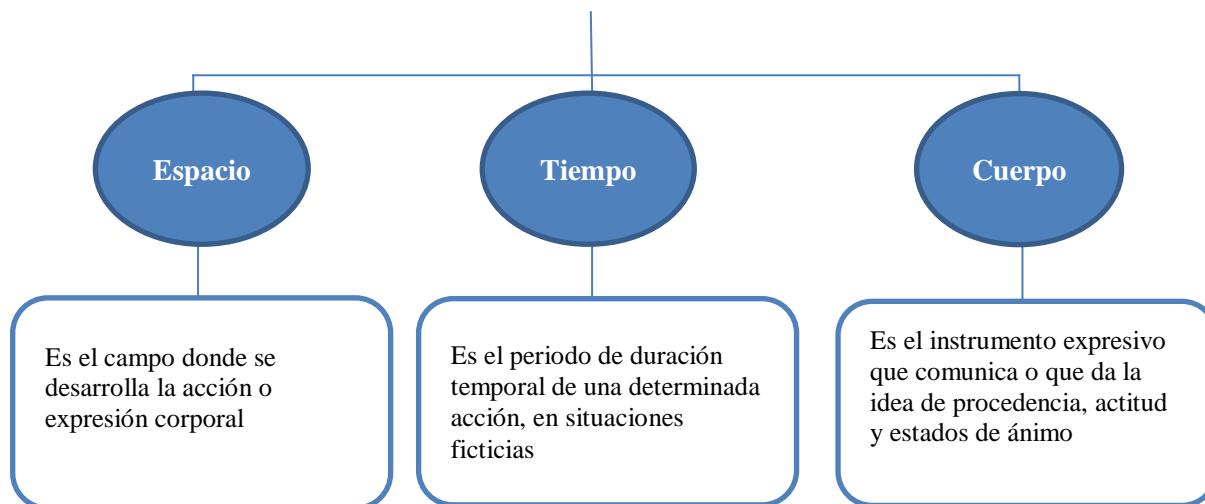 Espacio
Tiempo
Cuerpo
Es el campo donde se
desarrolla la acción o
expresión corporal
Es el periodo de duración
temporal de una determinada
acción, en situaciones
ficticias
Es el instrumento expresivo
que comunica o que da la
idea de procedencia, actitud
y estados de ánimo